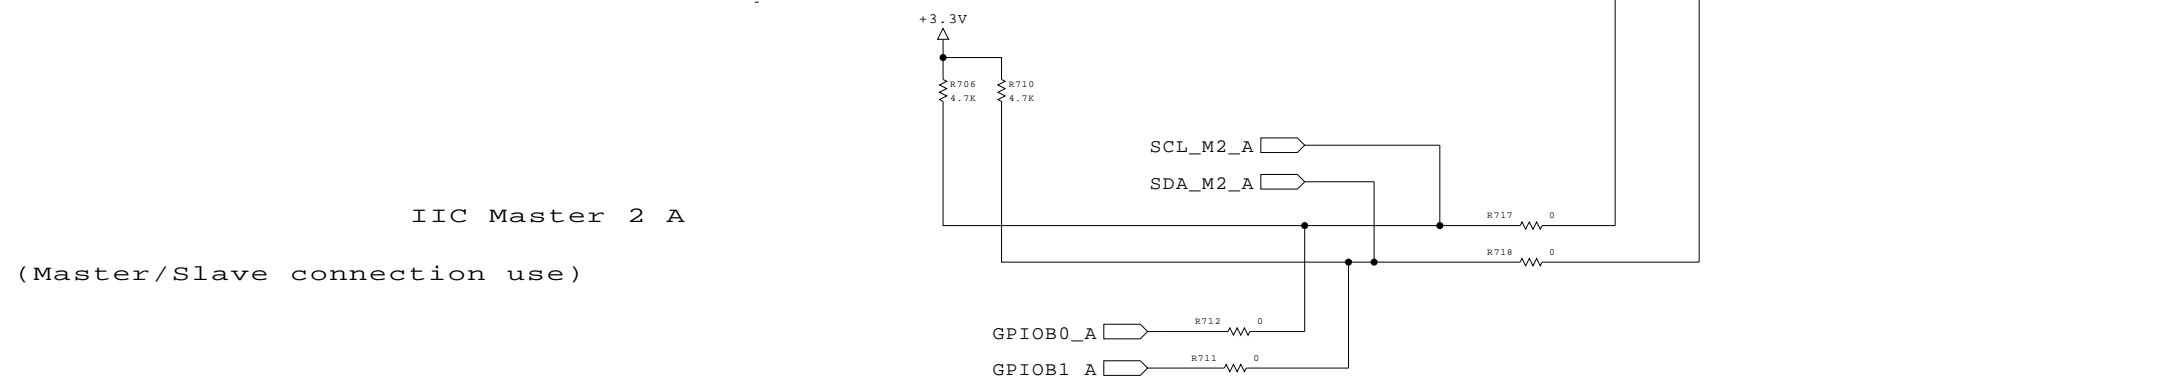 +3.3V
R706
4.7K
R710
4.7K
SCL_M2_A
SDA_M2_A
IIC Master 2 A
R717 0
R718 0
(Master/Slave connection use)
R712 0
GPIOB0_A
R711 0
GPIOB1 A